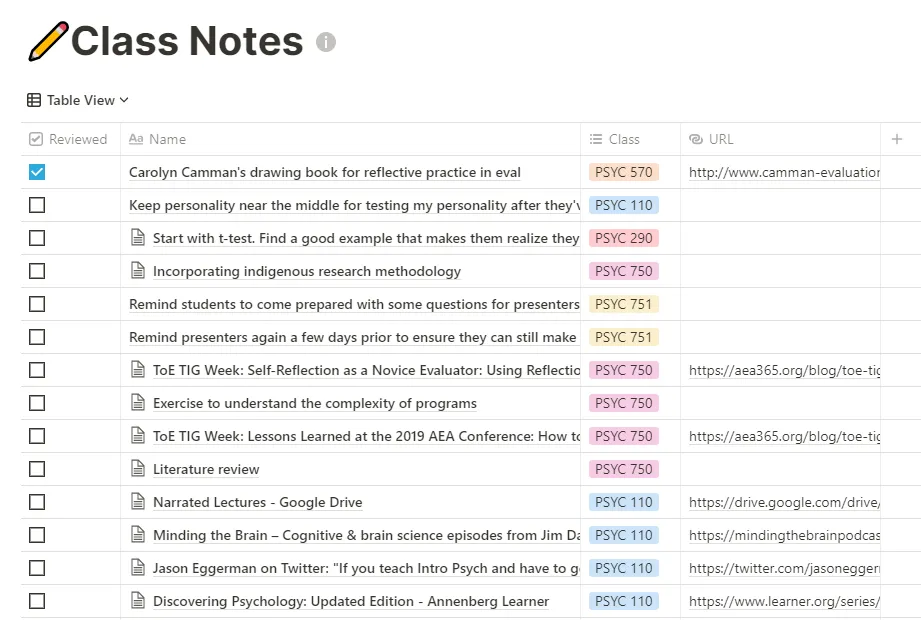 Class Notes
Table View
Reviewed Aa Name Class URL
Carolyn Camman's drawing book for reflective practice in eval PSYC 570 http://www.camman-evaluation
Keep personality near the middle for testing my personality after they'v PSYC 110
Start with t-test. Find a good example that makes them realize they PSYC 290
Incorporating indigenous research methodology PSYC 750
Remind students to come prepared with some questions for presenters PSYC 751
Remind presenters again a few days prior to ensure they can still make PSYC 751
ToE TIG Week: Self-Reflection as a Novice Evaluator: Using Reflectio PSYC 750 https://aea365.org/blog/toe-tig
Exercise to understand the complexity of programs PSYC 750
ToE TIG Week: Lessons Learned at the 2019 AEA Conference: How to PSYC 750 https://aea365.org/blog/toe-tig
Literature review PSYC 750
Narrated Lectures - Google Drive PSYC 110 https://drive.google.com/drive/
Minding the Brain – Cognitive & brain science episodes from Jim Da PSYC 110 https://mindingthebrainpodcas
Jason Eggerman on Twitter: "If you teach Intro Psych and have to g PSYC 110 https://twitter.com/jasoneggerr
Discovering Psychology: Updated Edition - Annenberg Learner PSYC 110 https://www.learner.org/series/